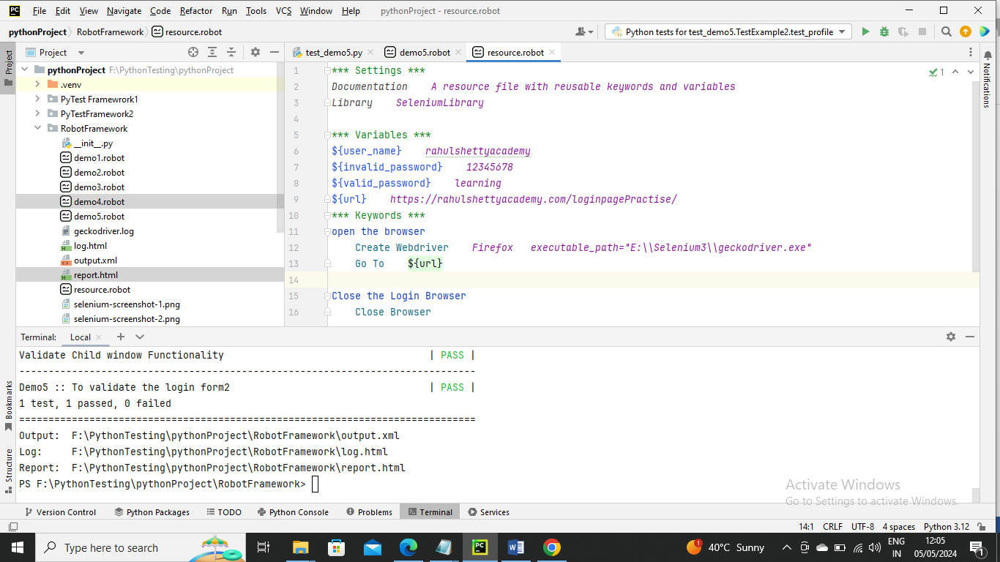 File Edit View Navigate Code Refactor Run Tools VCS Window Help pythonProject - resource.robot
pythonProject RobotFramework resource.robot Python tests for test_demo5.TestExample2.test_profile
Project
test_demo5.py demo5.robot resource.robot
Project
pythonProject F:\PythonTesting\pythonProject
.venv
PyTest Framewrork1
PyTestFramework2
RobotFramework
__init__.py
demo1.robot
demo2.robot
demo3.robot
demo4.robot
demo5.robot
geckodriver.log
log.html
output.xml
report.html
resource.robot
selenium-screenshot-1.png
selenium-screenshot-2.png
1 *** Settings ***
2 Documentation    A resource file with reusable keywords and variables
3 Library    SeleniumLibrary
4
5 *** Variables ***
6 ${user_name}    rahulshettyacademy
7 ${invalid_password}    12345678
8 ${valid_password}    learning
9 ${url}    https://rahulshettyacademy.com/loginpagePractise/
10 *** Keywords ***
11 open the browser
12     Create Webdriver    Firefox   executable_path="E:\\Selenium3\\geckodriver.exe"
13     Go To    ${url}
14
15 Close the Login Browser
16     Close Browser
1
Notifications
Terminal: Local
Validate Child window Functionality | PASS |
------------------------------------------------------------------------------
Demo5 :: To validate the login form2 | PASS |
1 test, 1 passed, 0 failed
==============================================================================
Output:  F:\PythonTesting\pythonProject\RobotFramework\output.xml
Log:     F:\PythonTesting\pythonProject\RobotFramework\log.html
Report:  F:\PythonTesting\pythonProject\RobotFramework\report.html
PS F:\PythonTesting\pythonProject\RobotFramework>
Bookmarks
Structure
Activate Windows
Go to Settings to activate Windows.
Version Control Python Packages TODO Python Console Problems Terminal Services
14:1 CRLF UTF-8 4 spaces Python 3.12
Type here to search
1
40°C Sunny
ENG
IN
12:05
05/05/2024
1